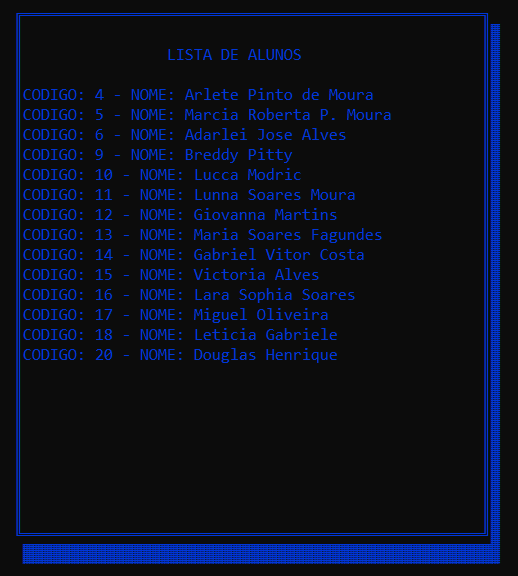 LISTA DE ALUNOS
CODIGO: 4 - NOME: Arlete Pinto de Moura
CODIGO: 5 - NOME: Marcia Roberta P. Moura
CODIGO: 6 - NOME: Adarlei Jose Alves
CODIGO: 9 - NOME: Breddy Pitty
CODIGO: 10 - NOME: Lucca Modric
CODIGO: 11 - NOME: Lunna Soares Moura
CODIGO: 12 - NOME: Giovanna Martins
CODIGO: 13 - NOME: Maria Soares Fagundes
CODIGO: 14 - NOME: Gabriel Vitor Costa
CODIGO: 15 - NOME: Victoria Alves
CODIGO: 16 - NOME: Lara Sophia Soares
CODIGO: 17 - NOME: Miguel Oliveira
CODIGO: 18 - NOME: Leticia Gabriele
CODIGO: 20 - NOME: Douglas Henrique